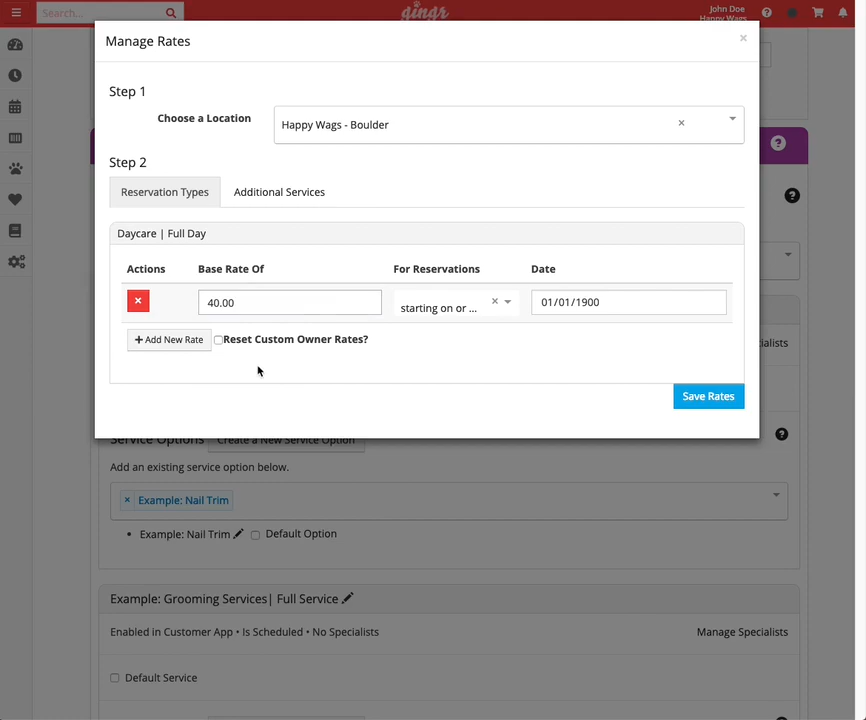 Search...
gingr
John Doe
Happy Wags
Manage Rates
×
Step 1
Choose a Location
Happy Wags - Boulder
×
Step 2
Reservation Types
Additional Services
Daycare | Full Day
Actions
Base Rate Of
For Reservations
Date
40.00
starting on or ...
×
01/01/1900
+ Add New Rate
Reset Custom Owner Rates?
Save Rates
Service Options
Create a New Service Option
Add an existing service option below.
× Example: Nail Trim
• Example: Nail Trim
Default Option
Example: Grooming Services| Full Service
Enabled in Customer App • Is Scheduled • No Specialists
Manage Specialists
Default Service